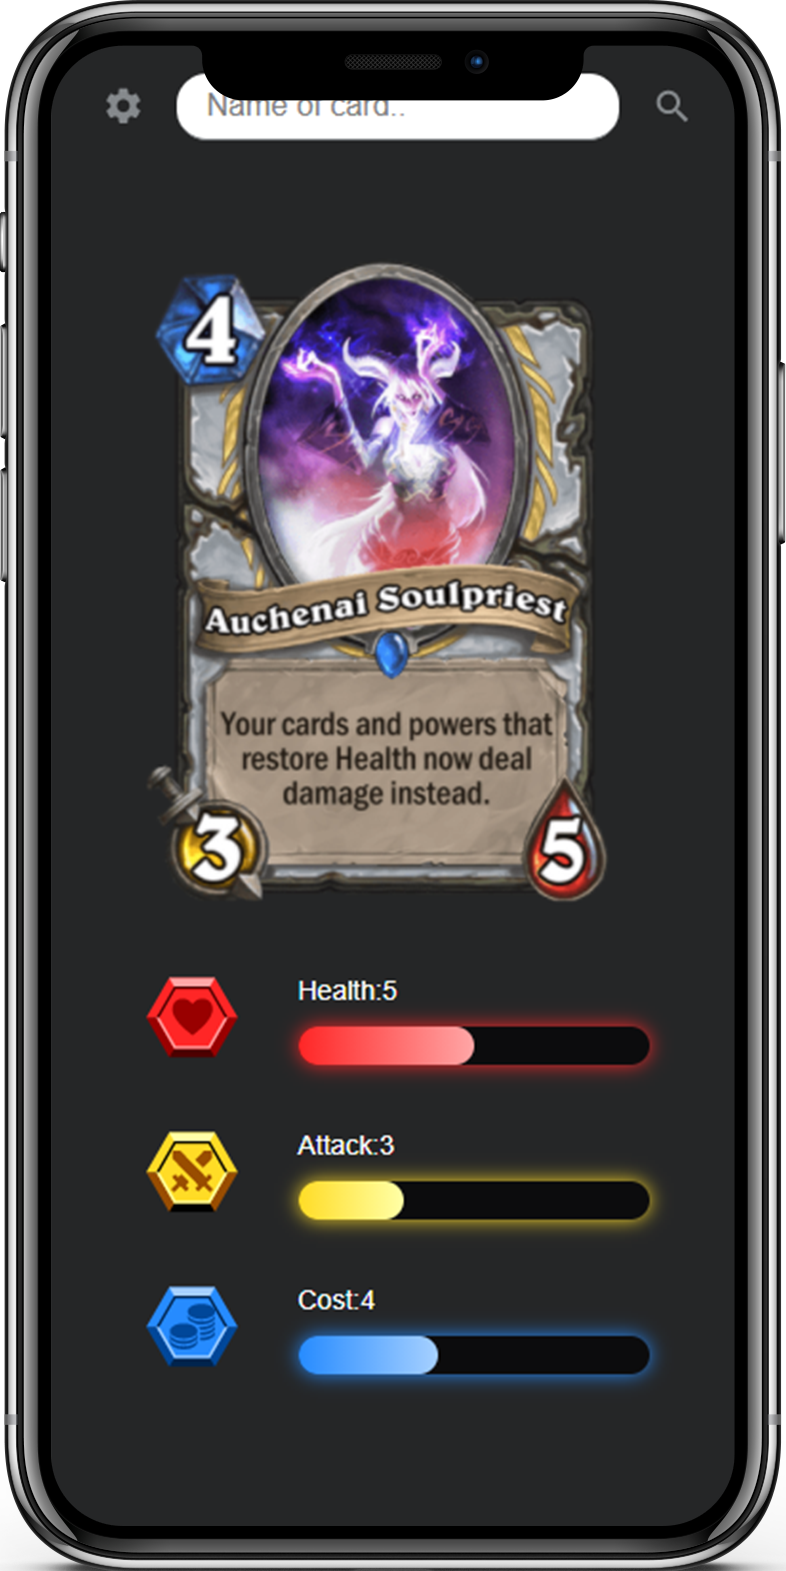 Name of card..
4
Auchenai Soulpriest
Your cards and powers that
restore Health now deal
damage instead.
3
5
Health:5
Attack:3
Cost:4